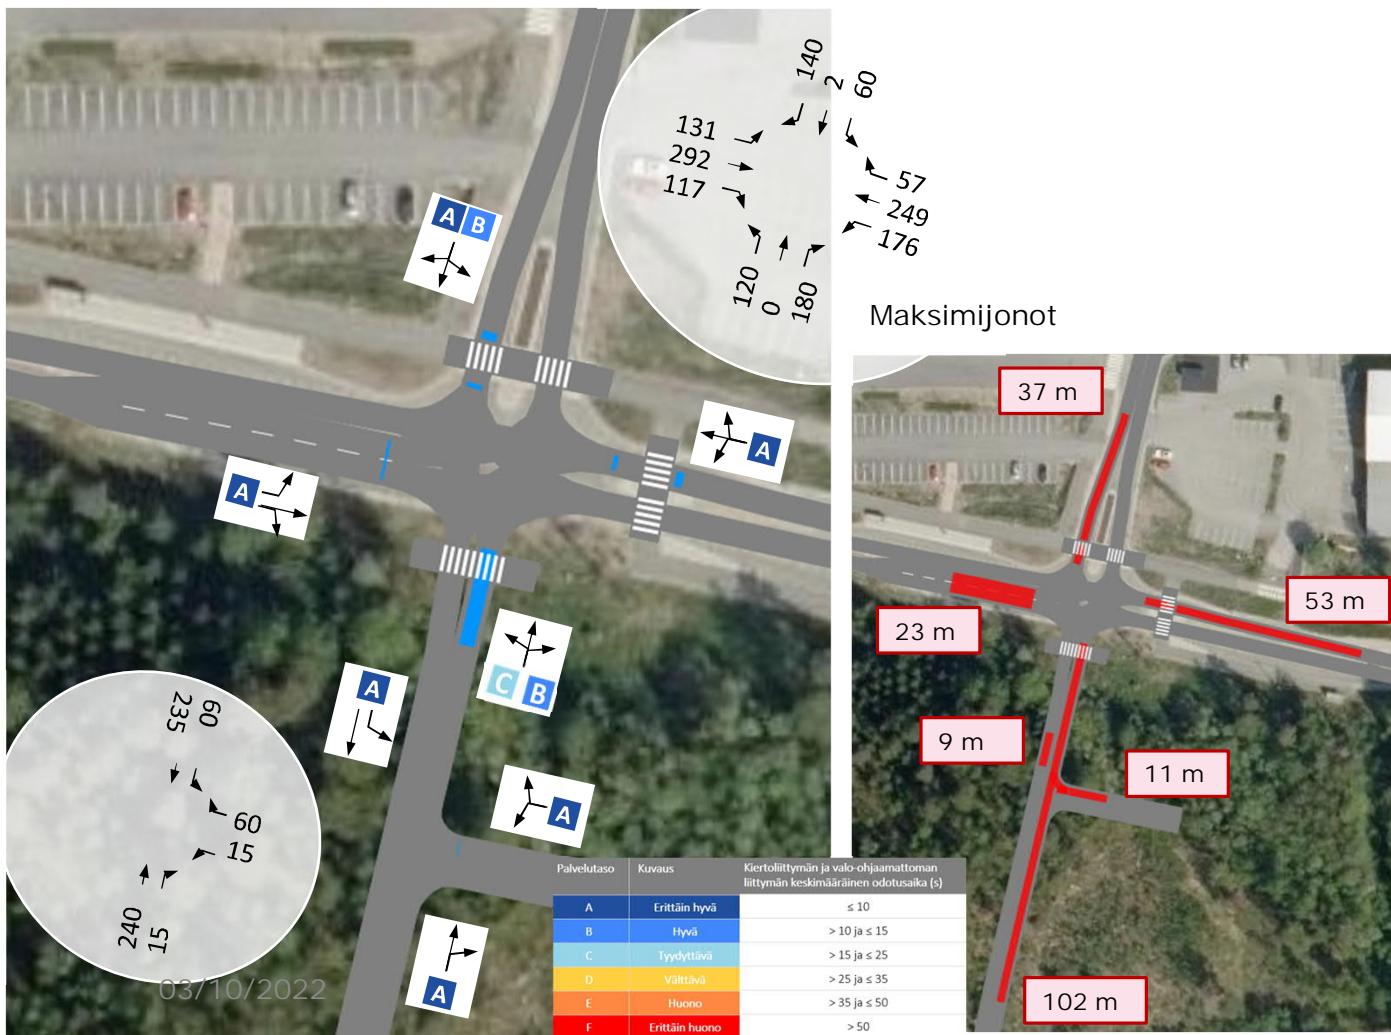 140
2
60
131
292
117
57
249
176
120
0
180
A B
A
A
C B
A
A
A
235
60
60
15
240
15
03/10/2022
Maksimijonot
37 m
53 m
23 m
9 m
11 m
102 m
Palvelutaso Kuvaus Kiertoliittymän ja valo-ohjaamattoman
liittymän keskimääräinen odotusaika (s)
A Erittäin hyvä ≤ 10
B Hyvä > 10 ja ≤ 15
C Tyydyttävä > 15 ja ≤ 25
D Välttävä > 25 ja ≤ 35
E Huono > 35 ja ≤ 50
F Erittäin huono > 50